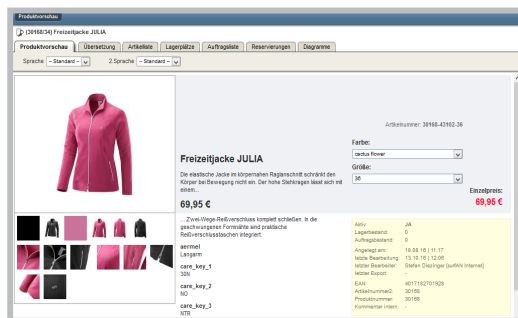 Produktvorschau
(30168/34) Freizeitjacke JULIA
Produktvorschau Übersetzung Artikelliste Lagerplätze Auftragsliste Reservierungen Diagramme
Sprache -- Standard -- 2.Sprache -- Standard --
Artikelnummer: 30168-43102-36
Farbe:
cactus flower
Größe:
36
Freizeitjacke JULIA
Die elastische Jacke im körpernahen Raglanschnitt schränkt den
Körper bei Bewegung nicht ein. Der hohe Stehkragen lässt sich mit
einem...
69,95 €
Einzelpreis:
69,95 €
... Zwei-Wege-Reißverschluss komplett schließen. In die
geschwungenen Formnähte sind praktische
Reißverschlusstaschen integriert.
aermel
Langarm
care_key_1
30N
care_key_2
NO
care_key_3
NTR
Aktiv: JA
Lagerbestand: 0
Auftragsbestand: 0
Angelegt am: 18.08.16 | 11:17
letzte Bearbeitung: 13.10.16 | 12:06
letzter Bearbeiter: Stefan Diezinger [surfAN Internet]
letzter Export: -
EAN: 4017182701928
Artikelnummer2: 30168
Produktnummer: 30168
Kommentar intern: -